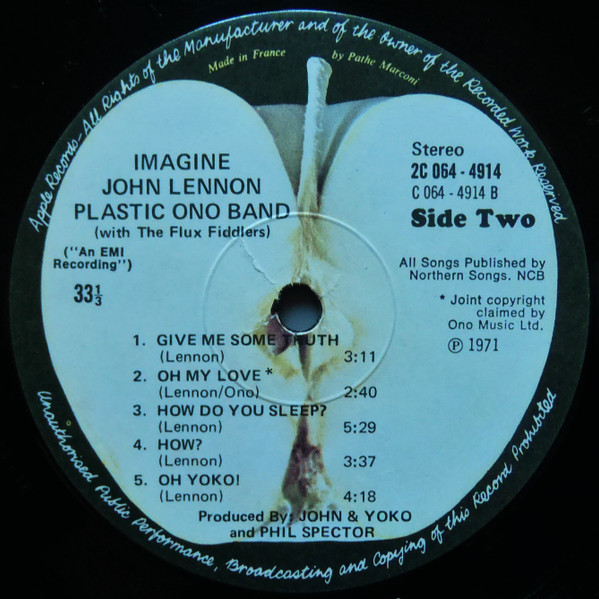 Apple Records - All Rights of the Manufacturer and of the Owner of the Recorded Work Reserved
Made in France by Pathe Marconi
IMAGINE
JOHN LENNON
PLASTIC ONO BAND
(with The Flux Fiddlers)
("An EMI
Recording")
33⅓
Stereo
2C 064 - 4914
C 064 - 4914 B
Side Two
All Songs Published by
Northern Songs. NCB
* Joint copyright
claimed by
Ono Music Ltd.
℗ 1971
1. GIVE ME SOME TRUTH
(Lennon) 3:11
2. OH MY LOVE *
(Lennon/Ono) 2:40
3. HOW DO YOU SLEEP?
(Lennon) 5:29
4. HOW?
(Lennon) 3:37
5. OH YOKO!
(Lennon) 4:18
Produced By: JOHN & YOKO
and PHIL SPECTOR
Unauthorised Public Performance, Broadcasting and Copying of this Record Prohibited